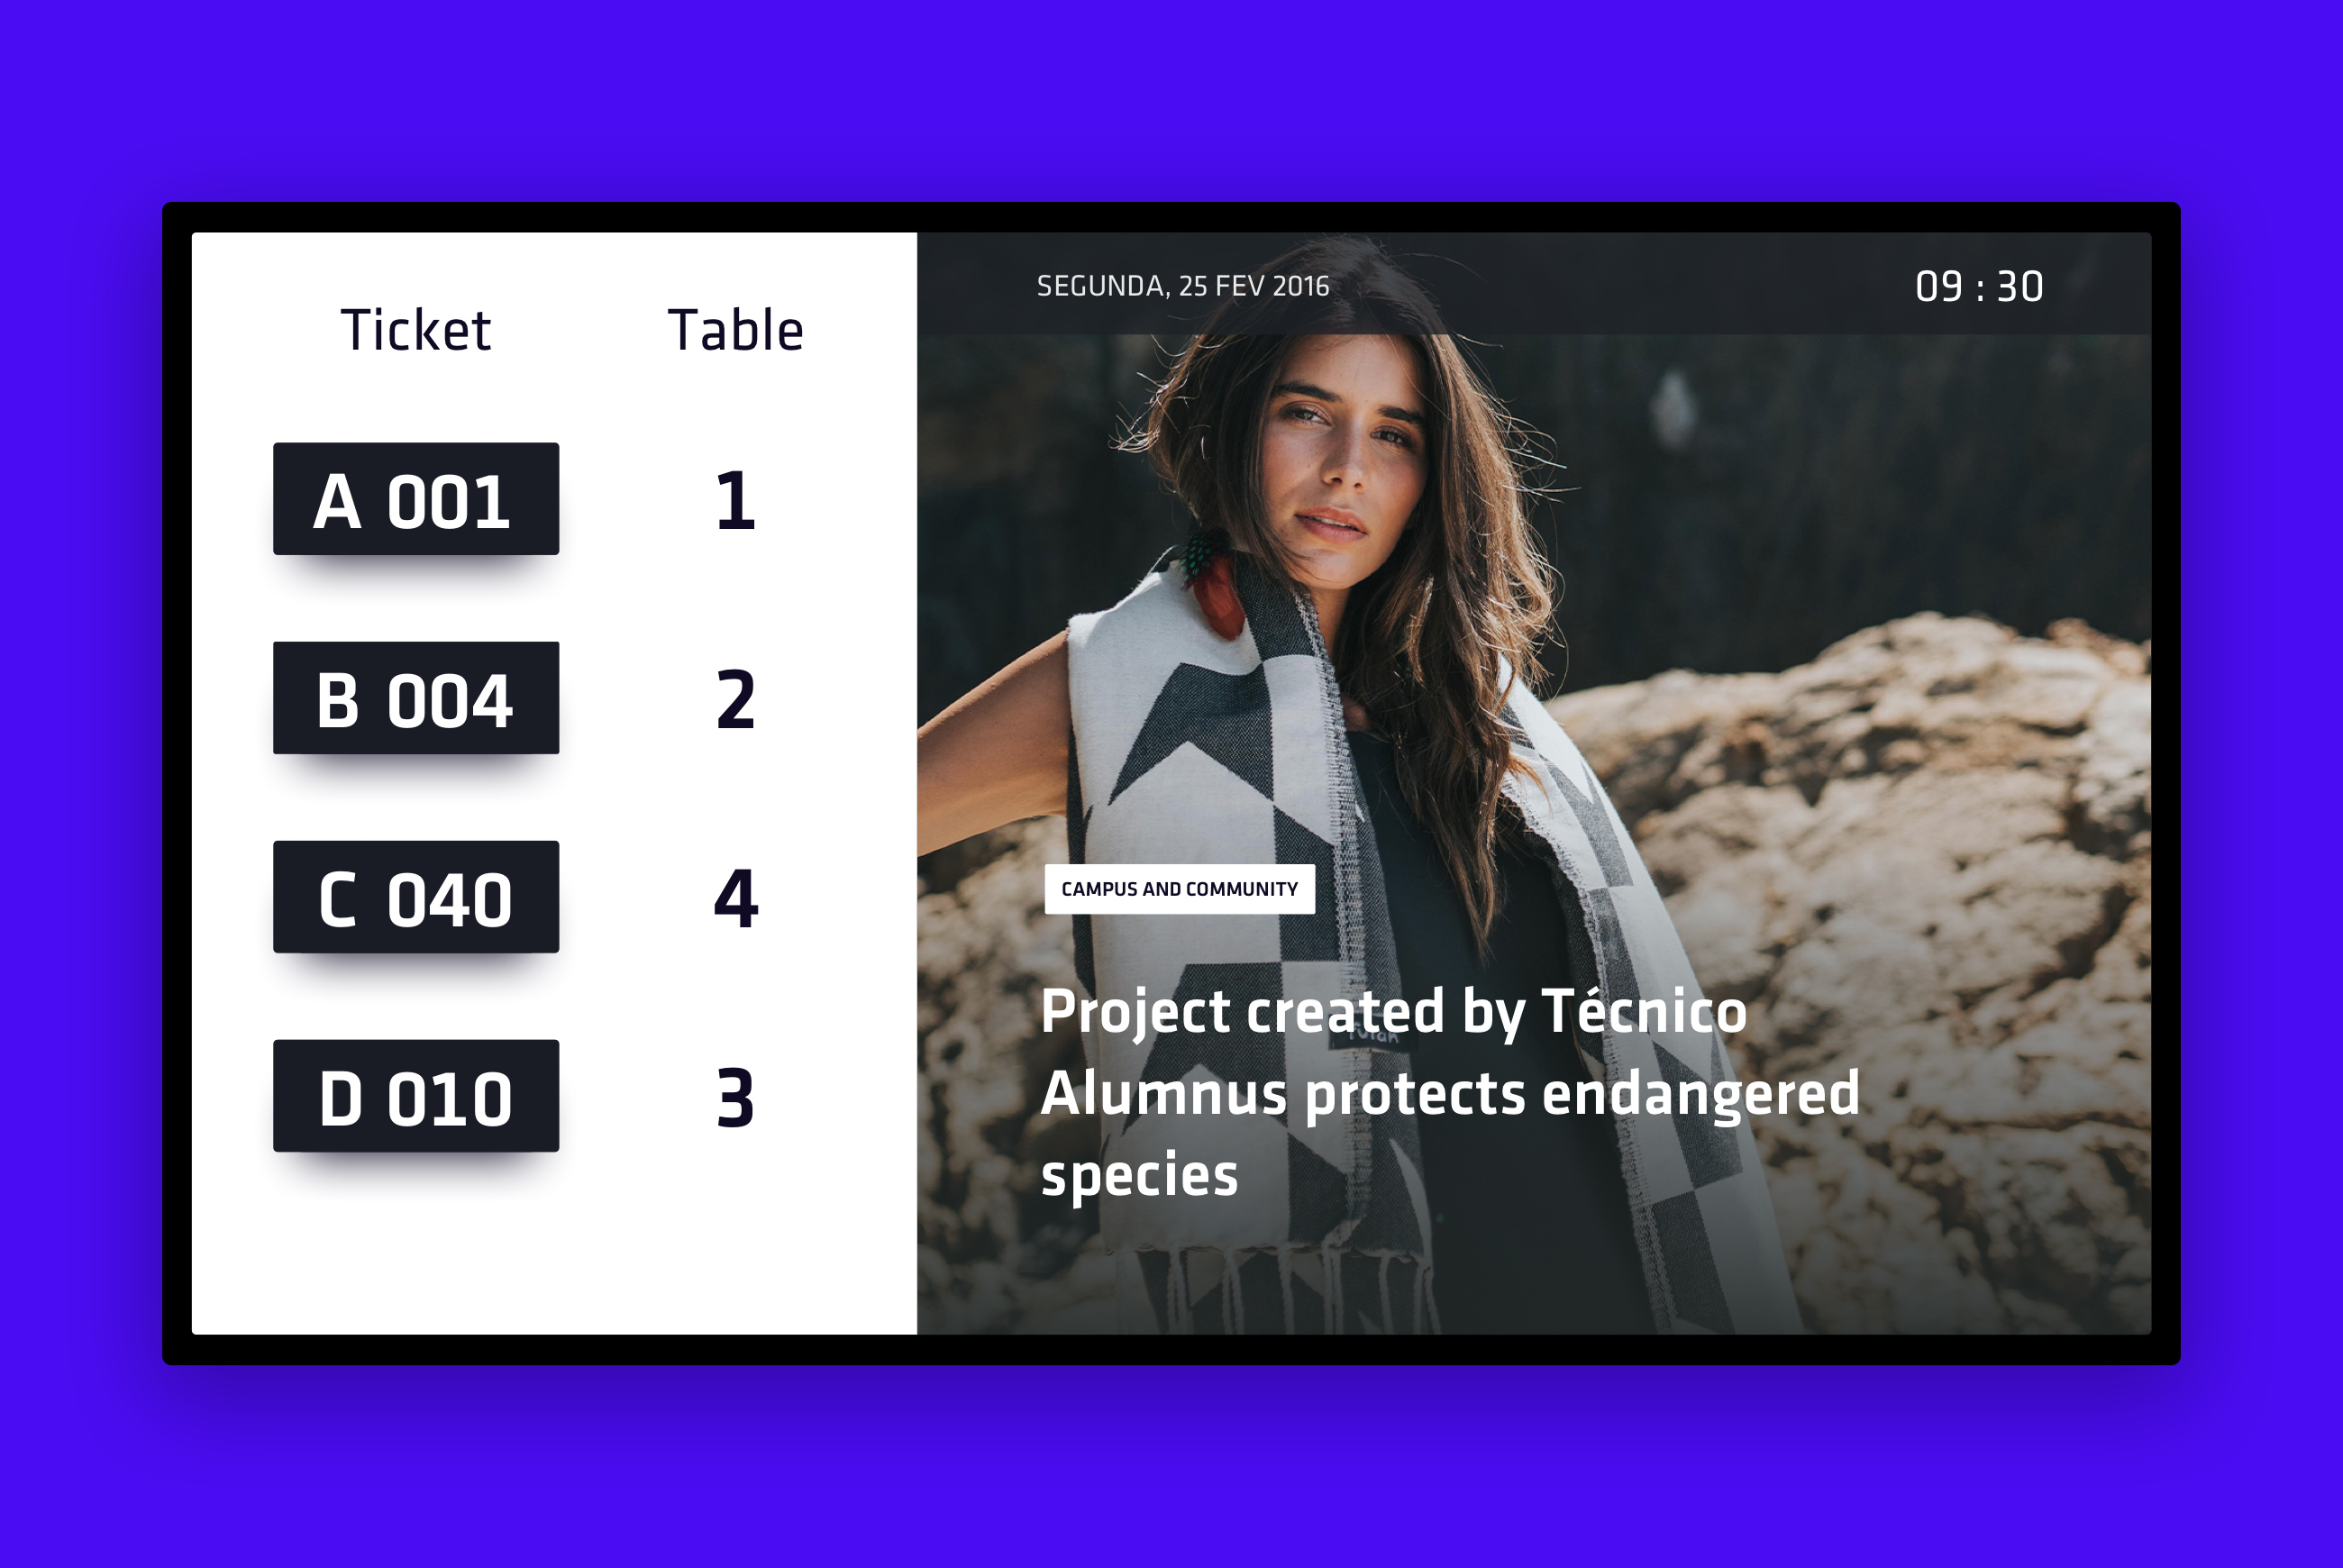 Ticket Table
A 001 1
B 004 2
C 040 4
D 010 3
SEGUNDA, 25 FEV 2016 09 : 30
CAMPUS AND COMMUNITY
Project created by Técnico
Alumnus protects endangered
species